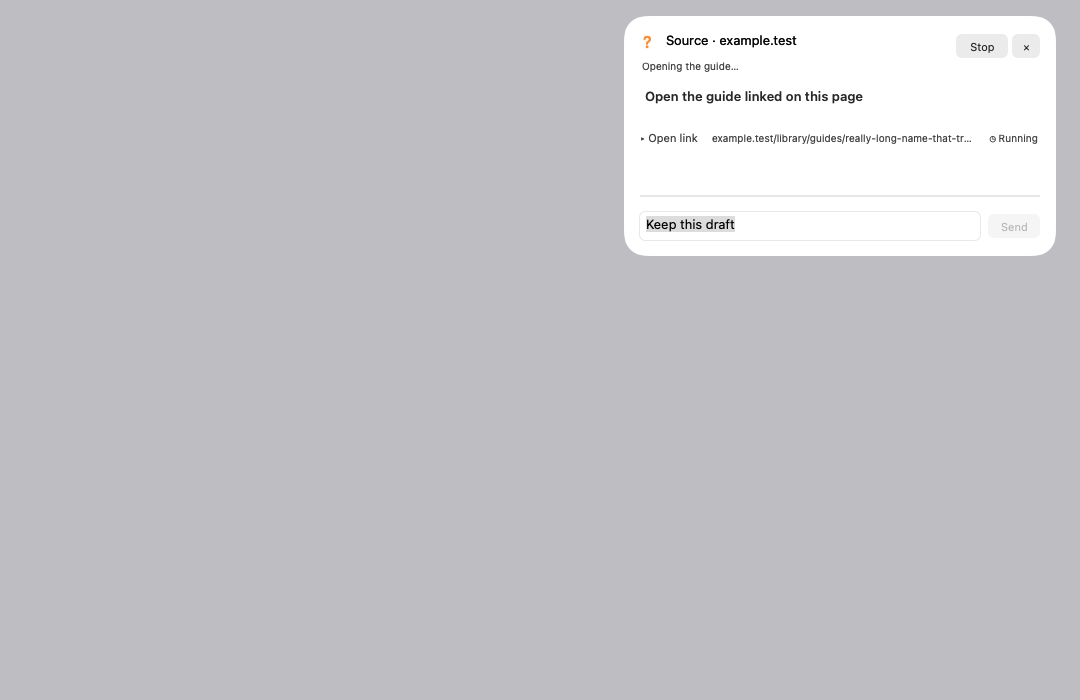 ? Source · example.test
Stop ×
Opening the guide…
Open the guide linked on this page
▸ Open link example.test/library/guides/really-long-name-that-tr… ◷ Running
Keep this draft
Send